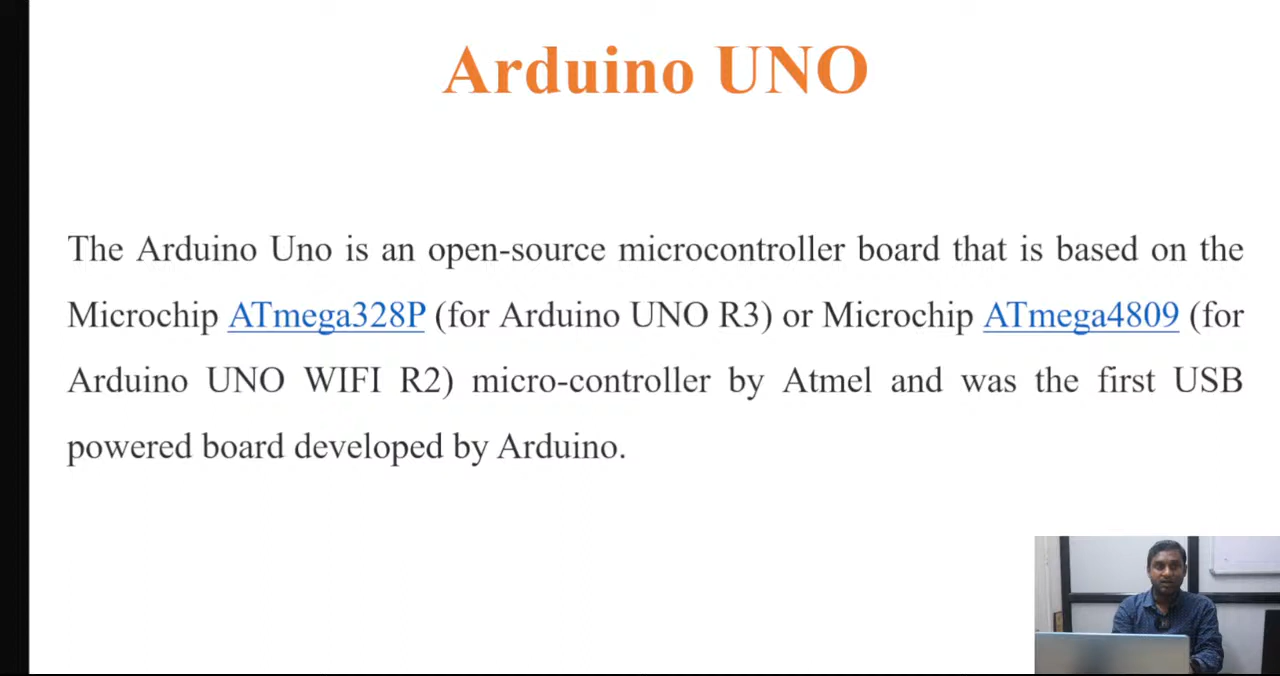 Arduino UNO
The Arduino Uno is an open-source microcontroller board that is based on the
Microchip ATmega328P (for Arduino UNO R3) or Microchip ATmega4809 (for
Arduino UNO WIFI R2) micro-controller by Atmel and was the first USB
powered board developed by Arduino.